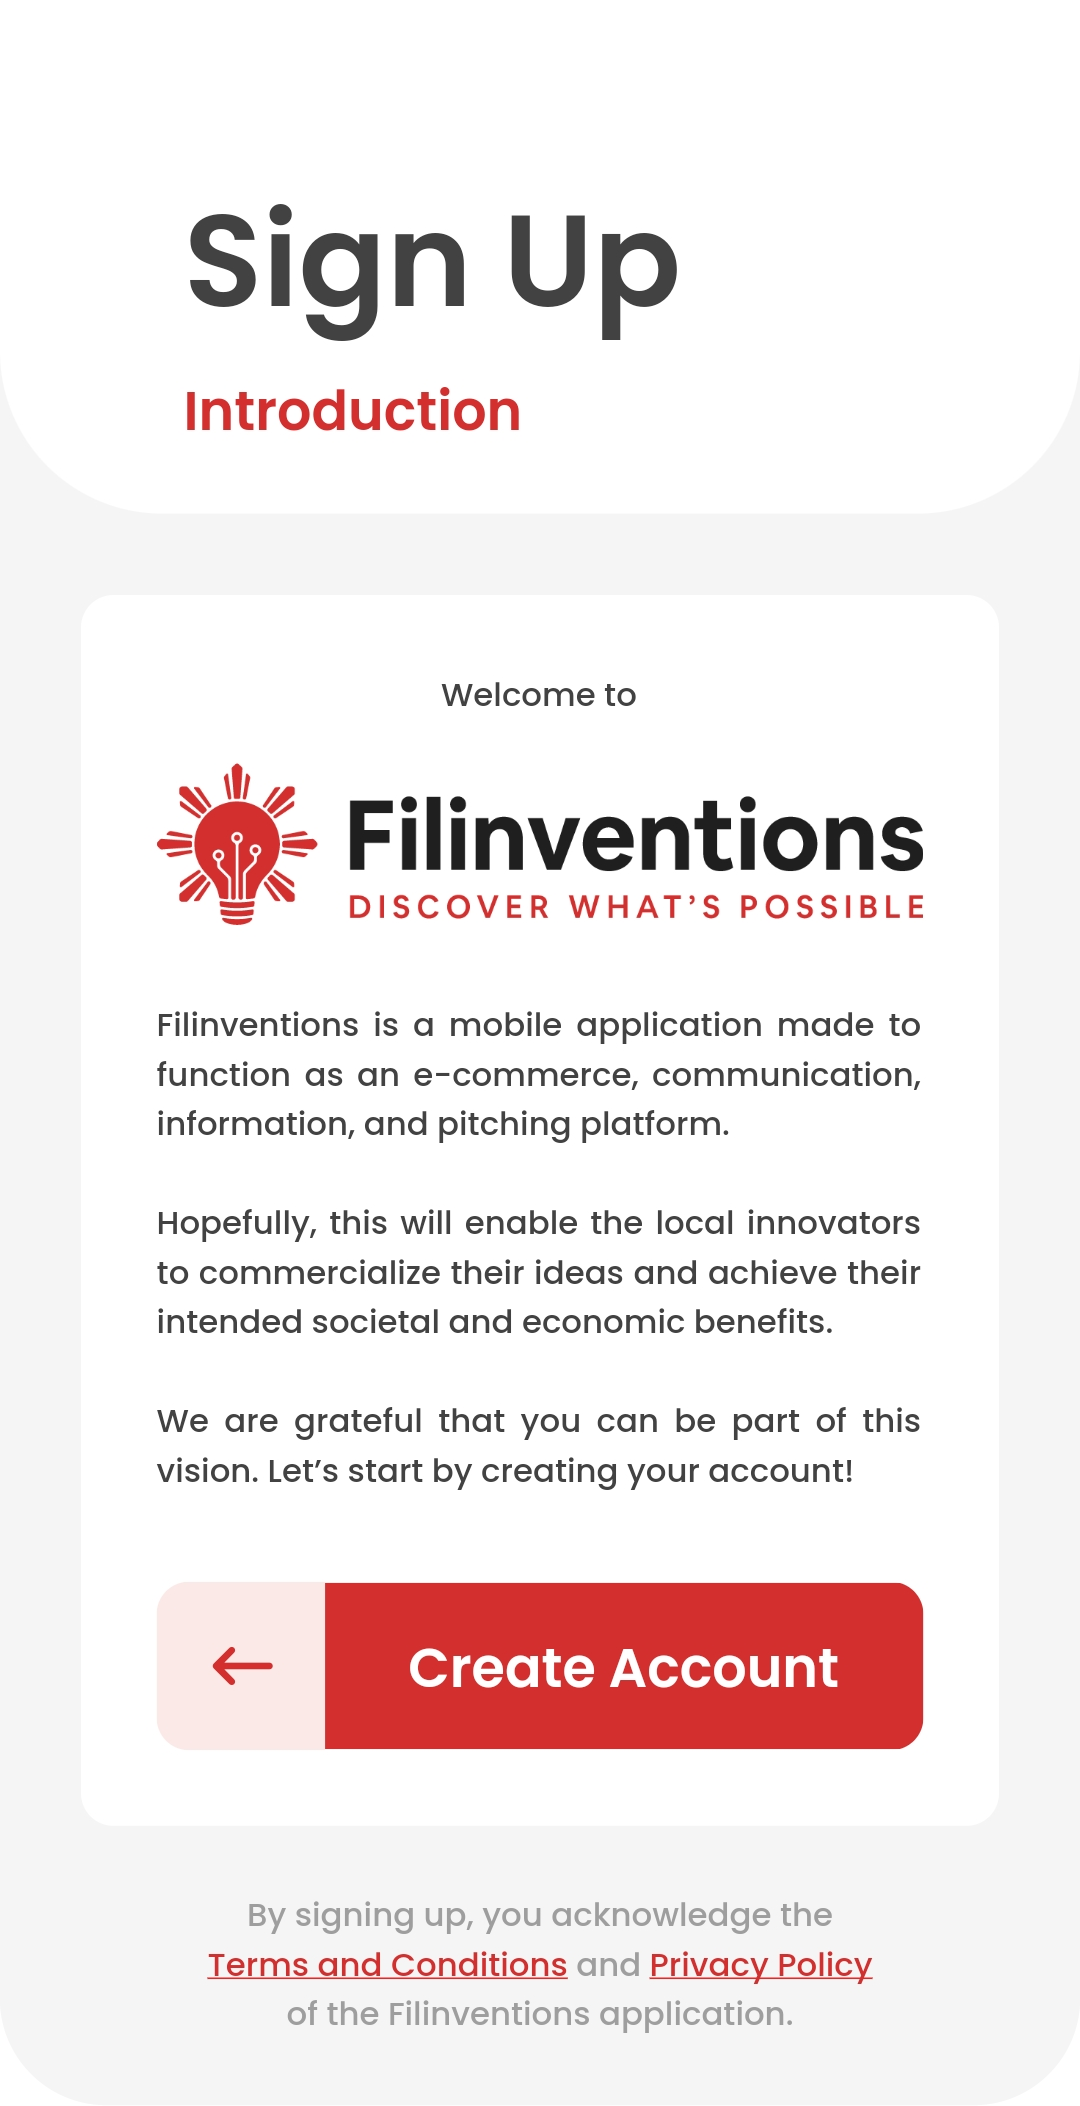 Sign Up
Introduction
Welcome to
Filinventions
DISCOVER WHAT'S POSSIBLE
Filinventions is a mobile application made to
function as an e-commerce, communication,
information, and pitching platform.
Hopefully, this will enable the local innovators
to commercialize their ideas and achieve their
intended societal and economic benefits.
We are grateful that you can be part of this
vision. Let’s start by creating your account!
Create Account
By signing up, you acknowledge the
Terms and Conditions and Privacy Policy
of the Filinventions application.